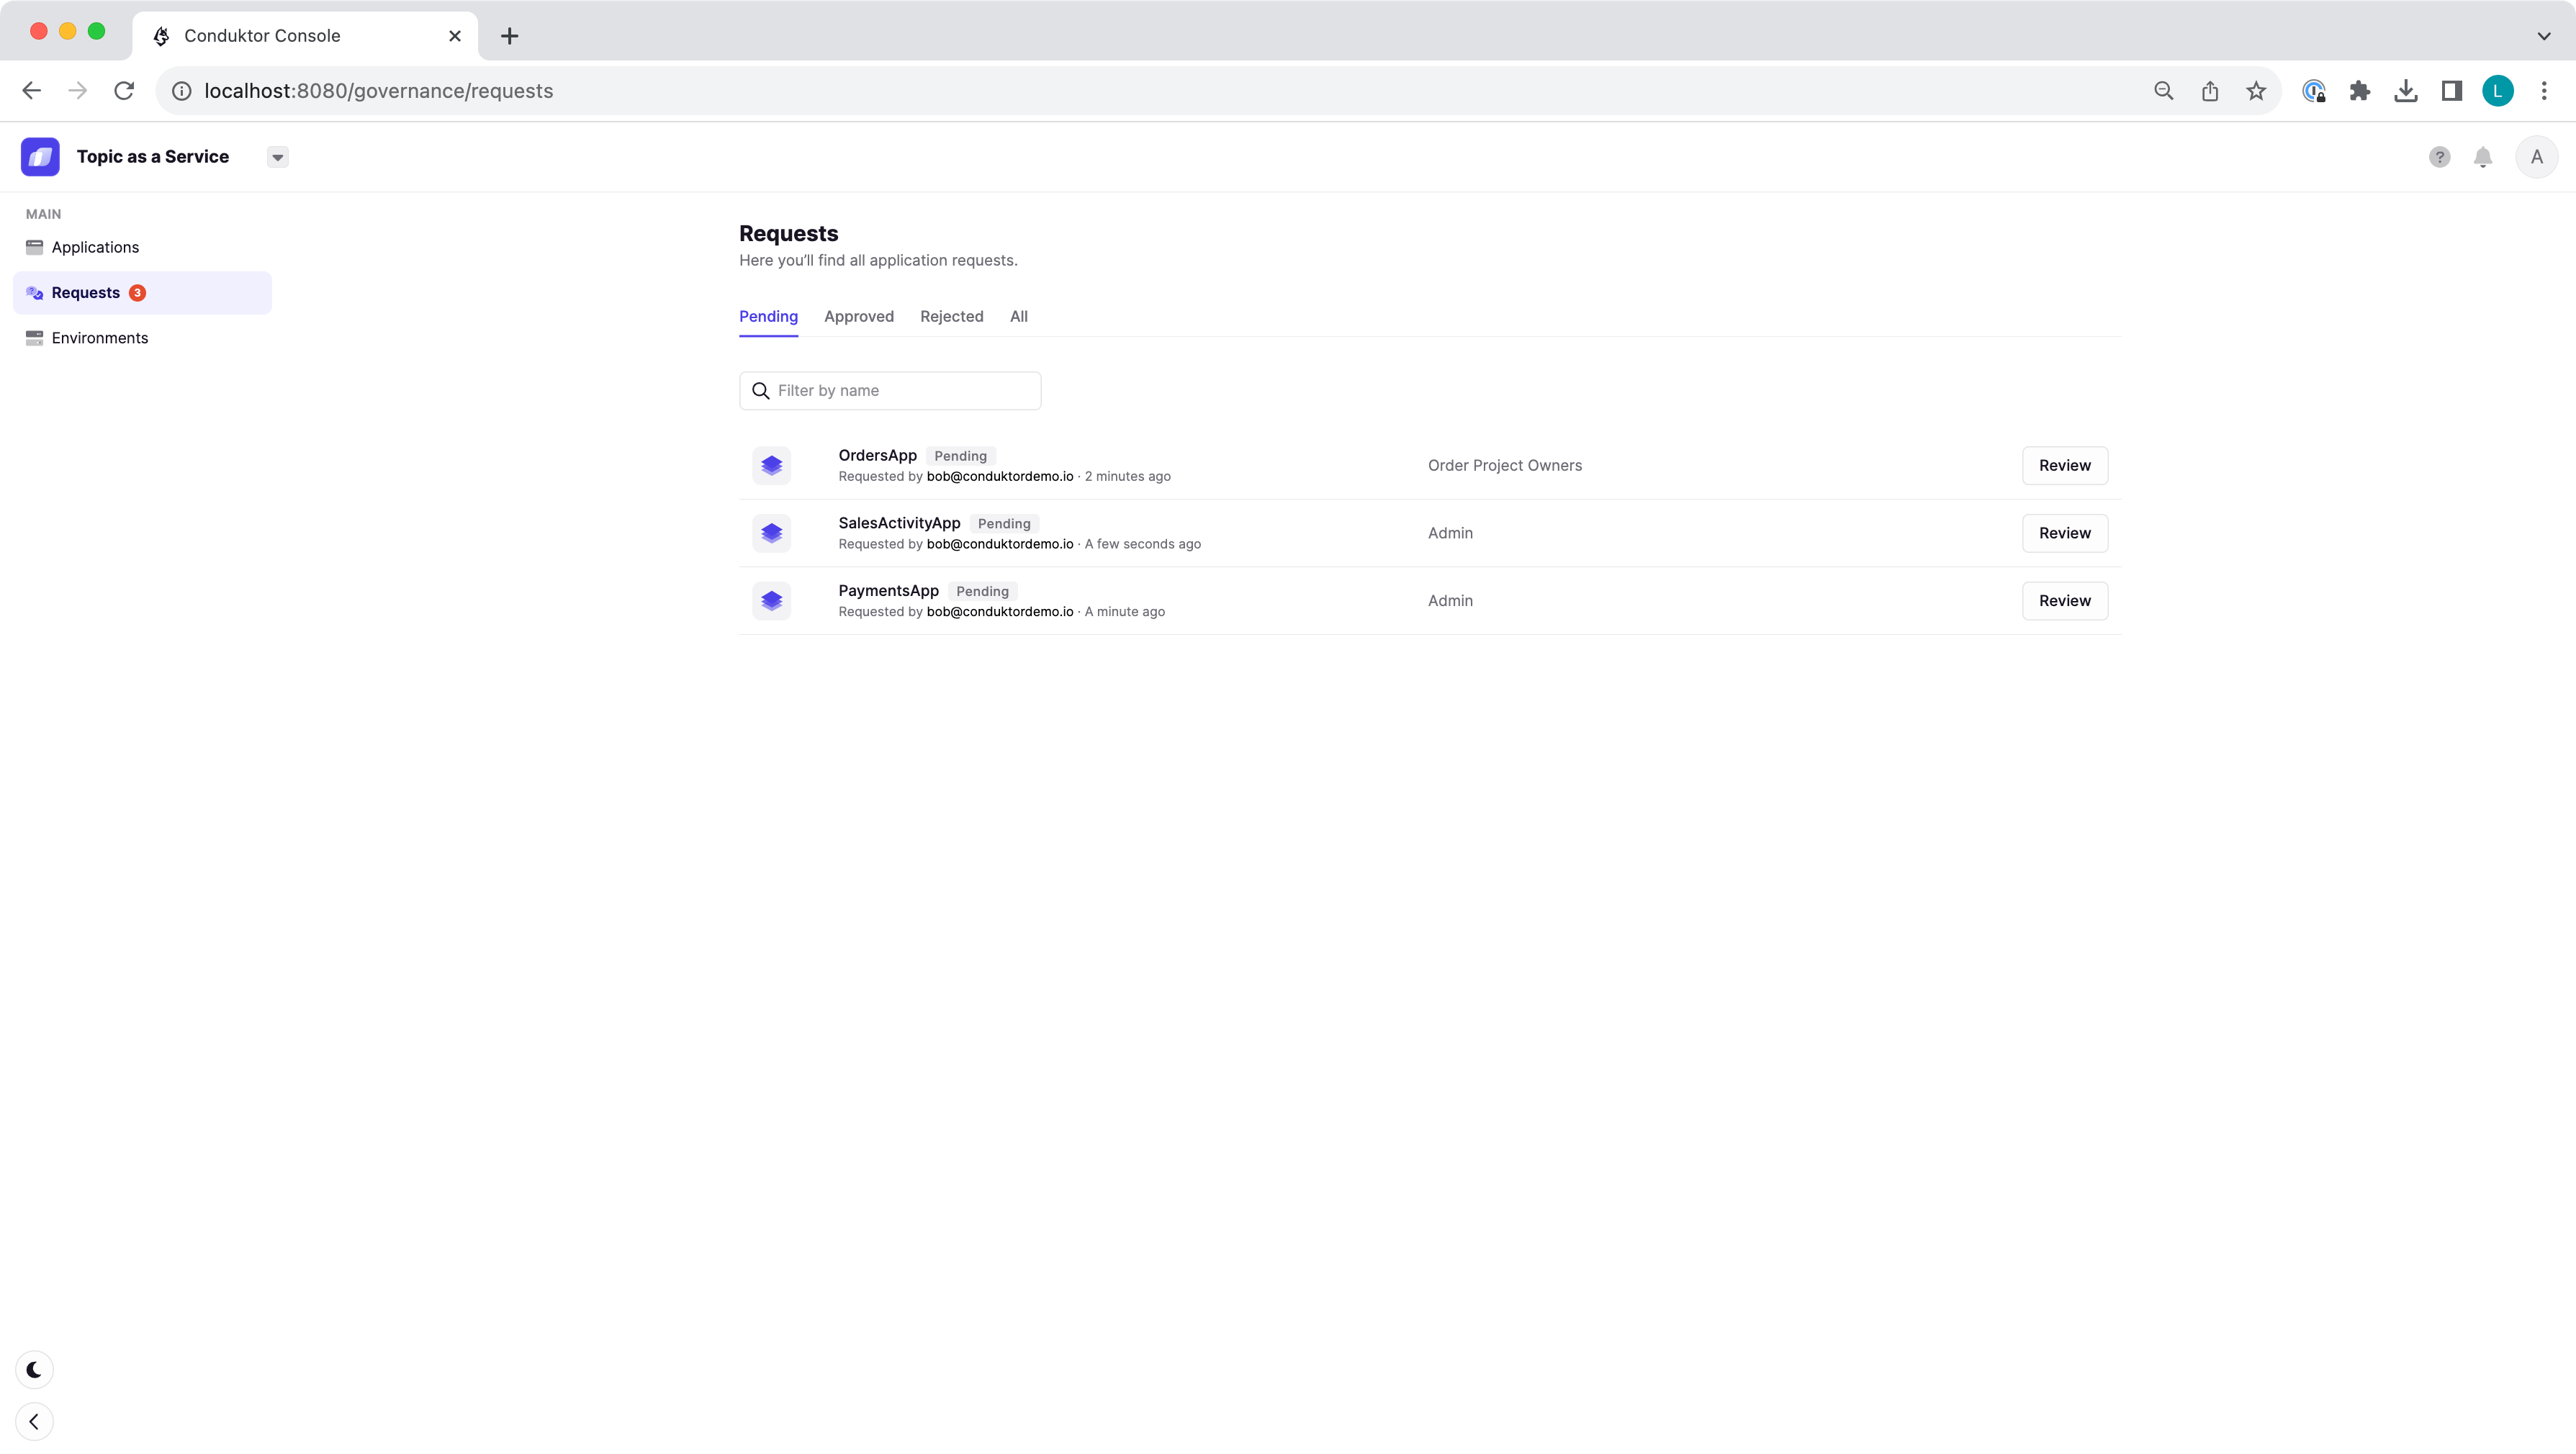 Conduktor Console
localhost:8080/governance/requests
L
Topic as a Service
?
A
MAIN
Applications
Requests 3
Environments
Requests
Here you'll find all application requests.
Pending Approved Rejected All
Filter by name
OrdersApp Pending
Requested by bob@conduktordemo.io · 2 minutes ago
Order Project Owners
Review
SalesActivityApp Pending
Requested by bob@conduktordemo.io · A few seconds ago
Admin
Review
PaymentsApp Pending
Requested by bob@conduktordemo.io · A minute ago
Admin
Review